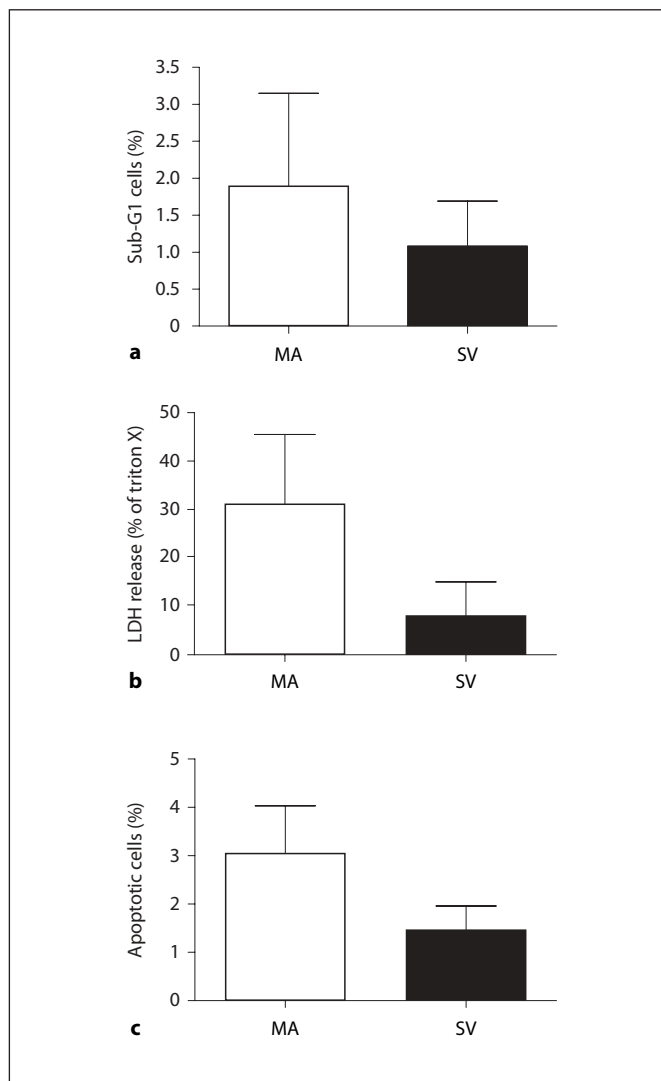 Sub-G1 cells (%)
3.5
3.0
2.5
2.0
1.5
1.0
0.5
0
MA
SV
a
LDH release (% of triton X)
50
40
30
20
10
0
MA
SV
b
Apoptotic cells (%)
5
4
3
2
1
0
MA
SV
c